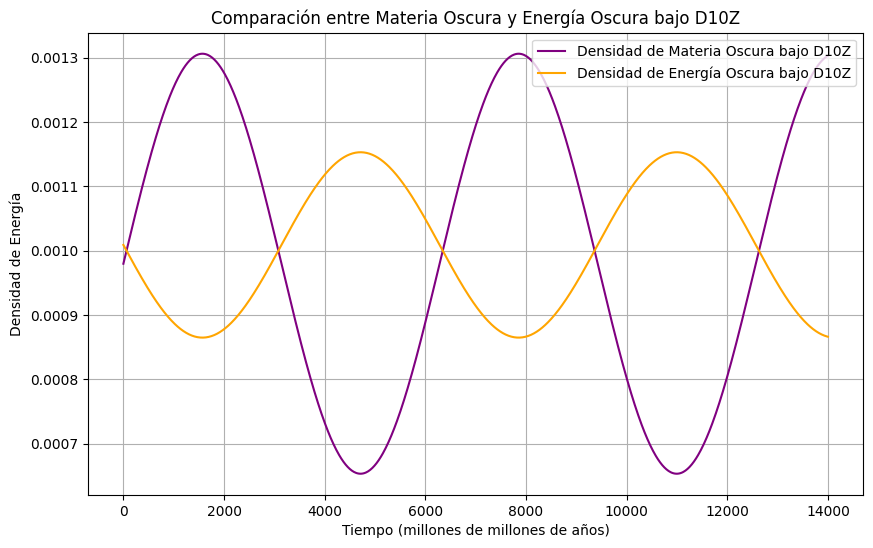 Comparación entre Materia Oscura y Energía Oscura bajo D10Z
Densidad de Materia Oscura bajo D10Z
Densidad de Energía Oscura bajo D10Z
Densidad de Energía
0.0013
0.0012
0.0011
0.0010
0.0009
0.0008
0.0007
0 2000 4000 6000 8000 10000 12000 14000
Tiempo (millones de millones de años)